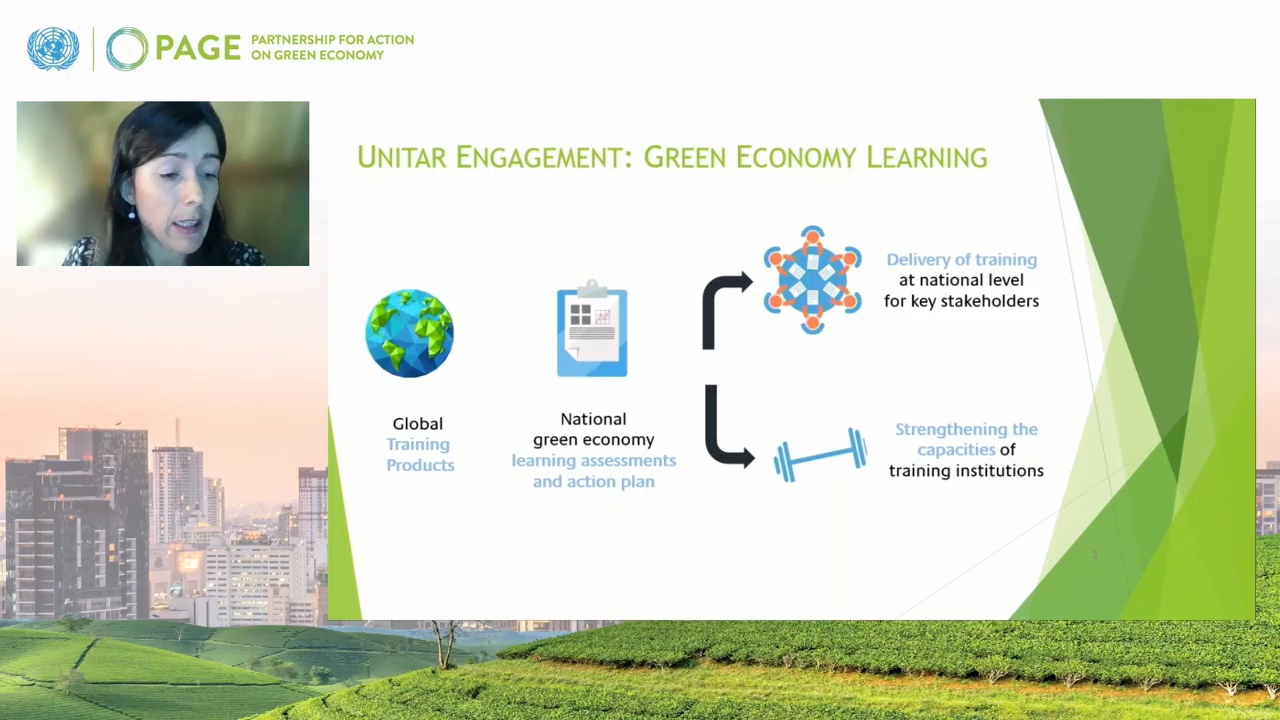 PAGE
PARTNERSHIP FOR ACTION
ON GREEN ECONOMY
UNITAR ENGAGEMENT: GREEN ECONOMY LEARNING
Global
Training
Products
National
green economy
learning assessments
and action plan
Delivery of training
at national level
for key stakeholders
Strengthening the
capacities of
training institutions
3